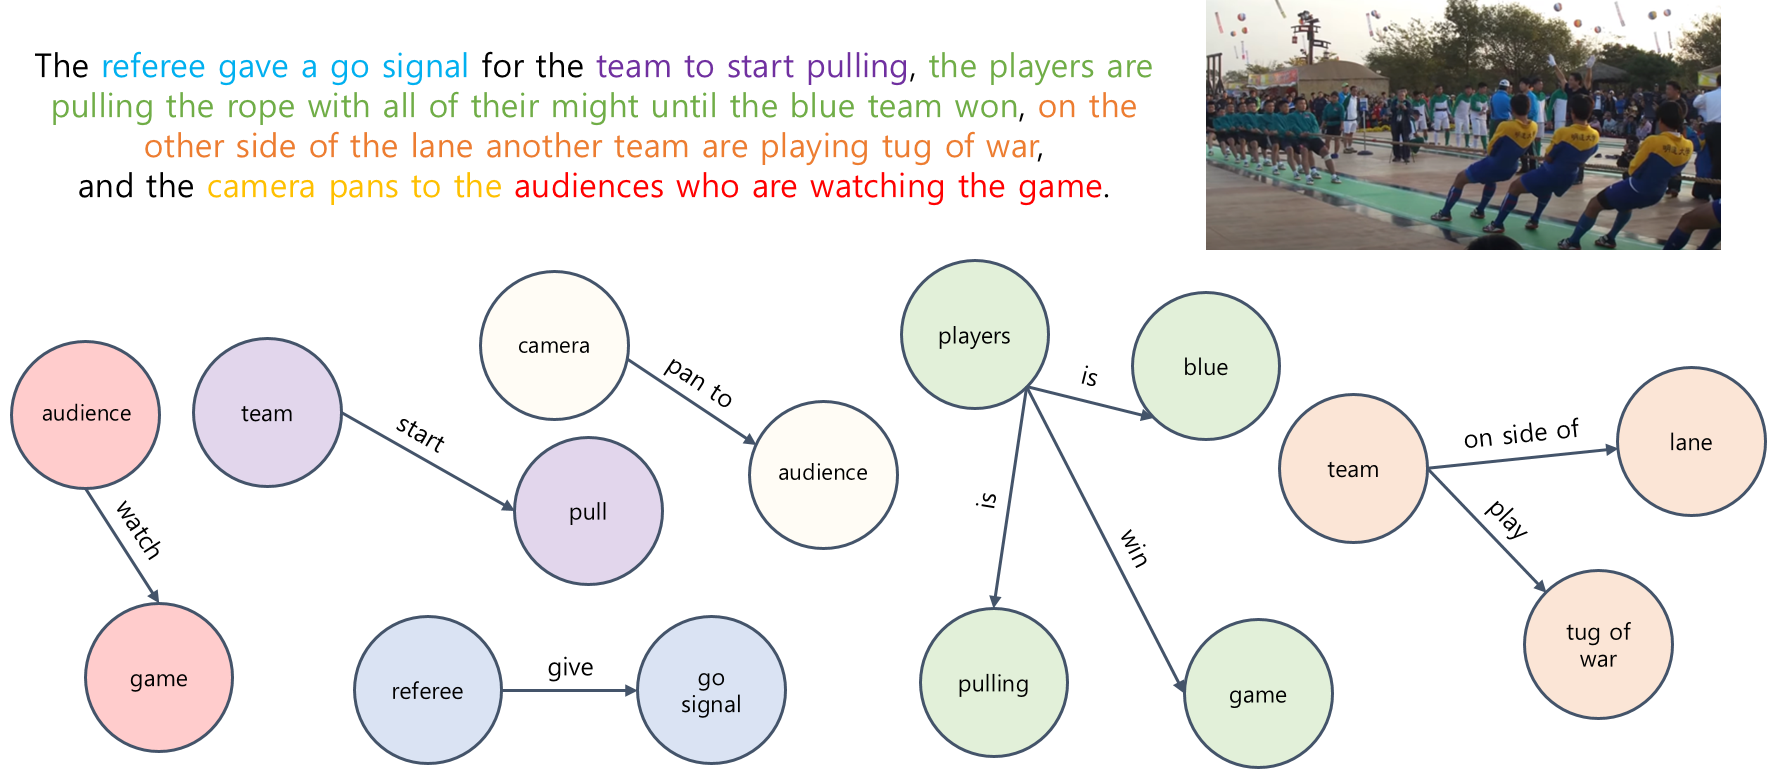 The referee gave a go signal for the team to start pulling, the players are
pulling the rope with all of their might until the blue team won, on the
other side of the lane another team are playing tug of war,
and the camera pans to the audiences who are watching the game.
camera
players
blue
pan to
is
audience
team
start
on side of
lane
team
audience
pull
is
play
watch
win
tug of
war
game
referee
give
go
signal
pulling
game